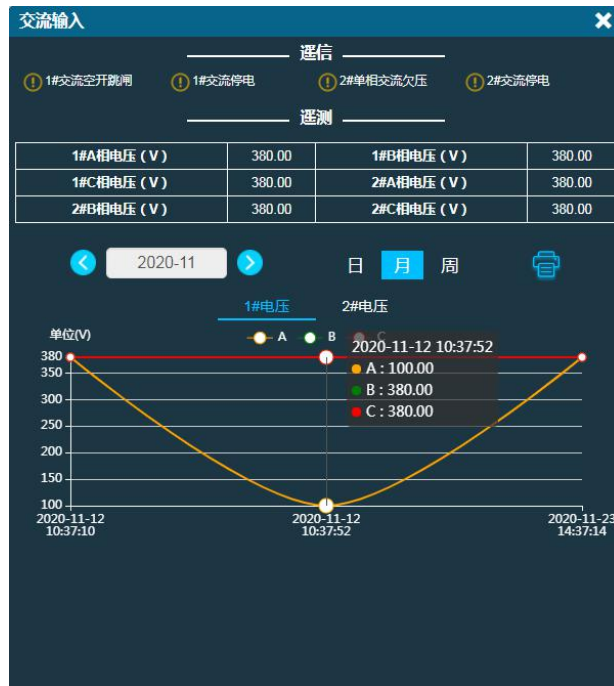 交流输入
遥信
1#交流空开跳闸 1#交流停电 2#单相交流欠压 2#交流停电
遥测
1#A相电压(V) 380.00 1#B相电压(V) 380.00
1#C相电压(V) 380.00 2#A相电压(V) 380.00
2#B相电压(V) 380.00 2#C相电压(V) 380.00
2020-11 日 月 周
1#电压 2#电压
单位(V) A B C
2020-11-12 10:37:52
A : 100.00
B : 380.00
C : 380.00
380
350
300
250
200
150
100
2020-11-12 2020-11-12 2020-11-23
10:37:10 10:37:52 14:37:14